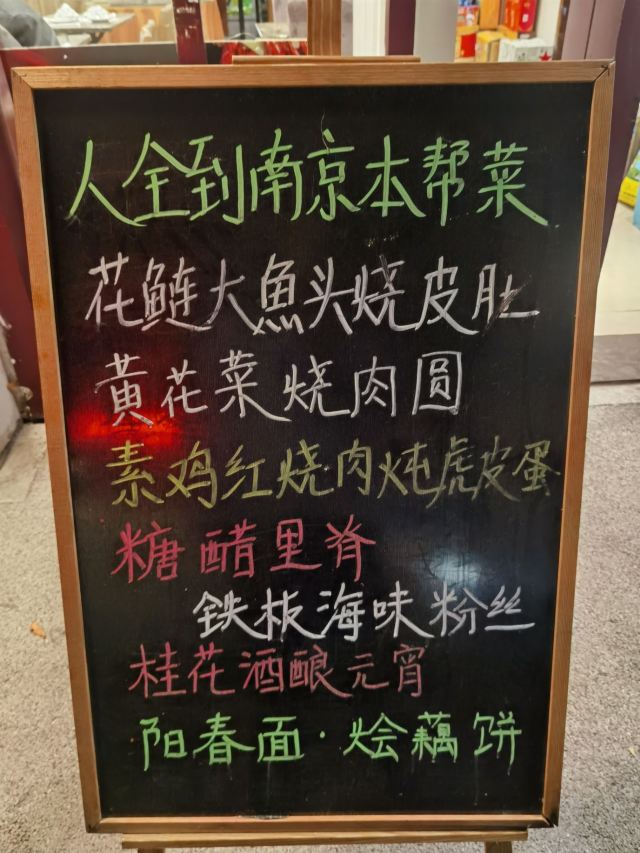 人全到南京本帮菜
花鲢大魚头烧皮肚
黄花菜烧肉圆
素鸡红烧肉炖虎皮蛋
糖醋里脊
铁板海味粉丝
桂花酒酿元宵
阳春面·烩藕饼